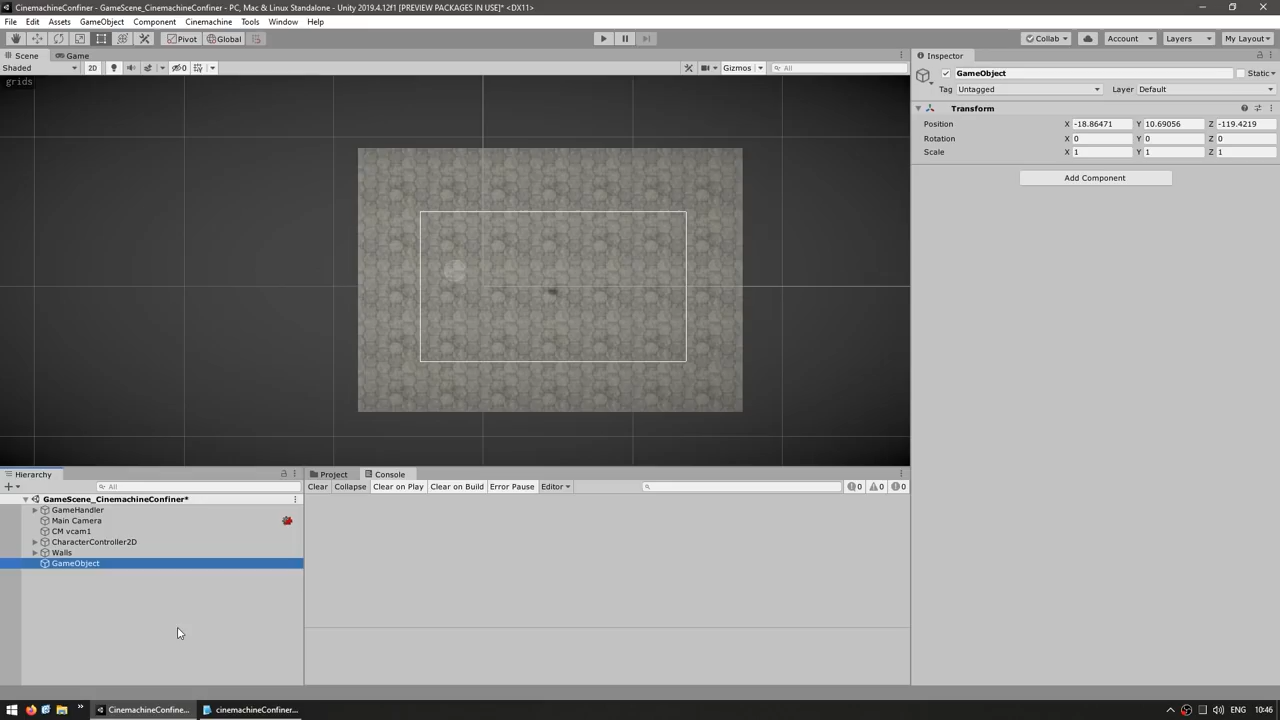 CinemachineConfiner - GameScene_CinemachineConfiner - PC, Mac & Linux Standalone - Unity 2019.4.12f1 [PREVIEW PACKAGES IN USE]* <DX11>
File Edit Assets GameObject Component Cinemachine Tools Window Help
Pivot Global Collab Account Layers My Layout
Scene Game Inspector
Shaded 2D 0 Gizmos All GameObject Static
grids
Tag Untagged Layer Default
Transform
Position X -18.86471 Y 10.69056 Z -119.4219
Rotation X 0 Y 0 Z 0
Scale X 1 Y 1 Z 1
Add Component
Hierarchy Project Console
All Clear Collapse Clear on Play Clear on Build Error Pause Editor 0 0 0
GameScene_CinemachineConfiner*
GameHandler
Main Camera
CM vcam1
CharacterController2D
Walls
GameObject
CinemachineConfine... cinemachineConfiner... ENG 10:46